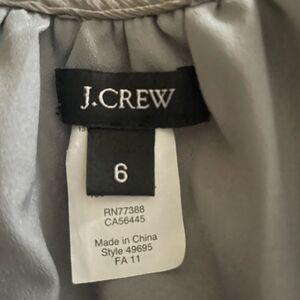 J.CREW
6
RN77388
CA56445
Made in China
Style 49695
FA 11